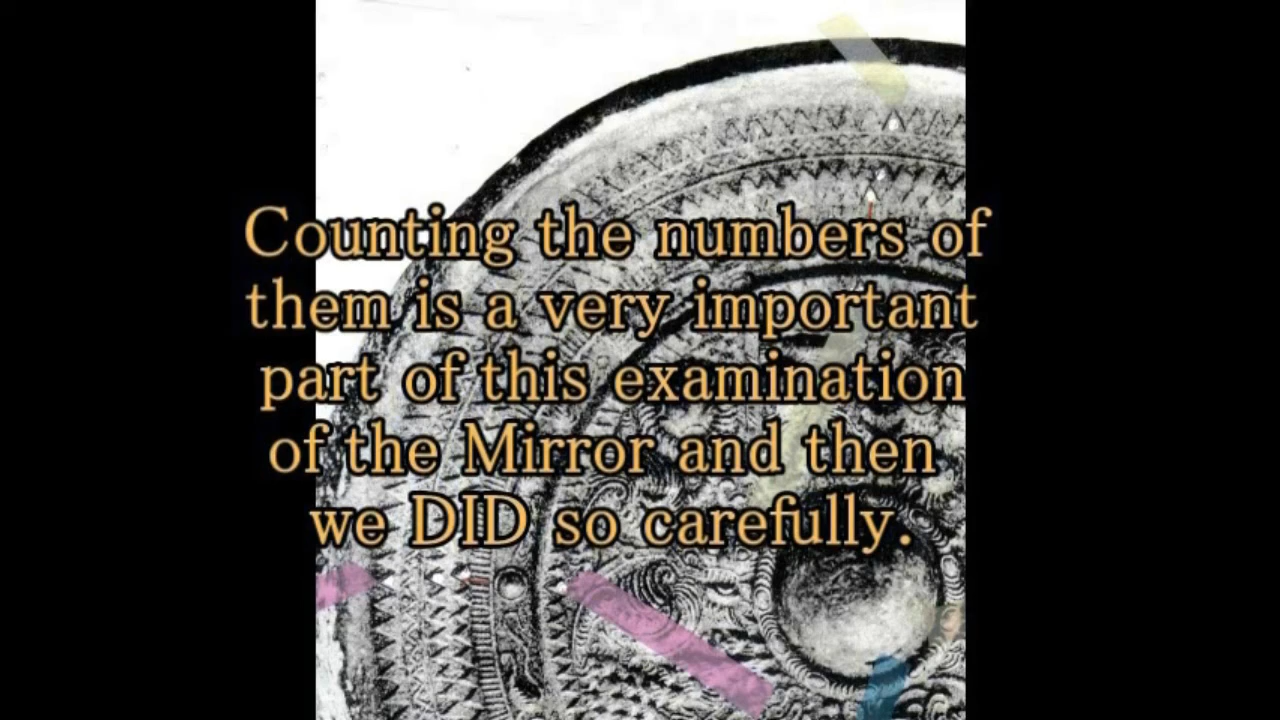 Counting the numbers of
them is a very important
part of this examination
of the Mirror and then
we DID so carefully.